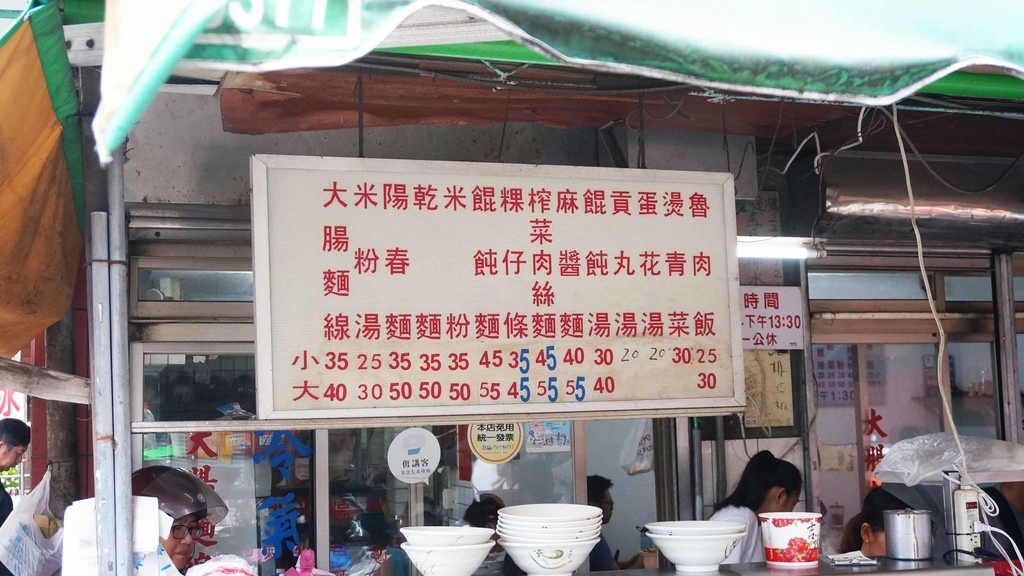 大腸麵線
米粉湯
陽春麵
乾麵
米粉
餛飩麵
粿仔條
榨菜肉絲麵
麻醬麵
餛飩湯
貢丸湯
蛋花湯
燙青菜
魯肉飯
小 35 25 35 35 35 45 35 45 40 30 20 20 30 25
大 40 30 50 50 50 55 45 55 55 40 30
時間
下午13:30
公休
本店免用
統一發票
講客
冷氣